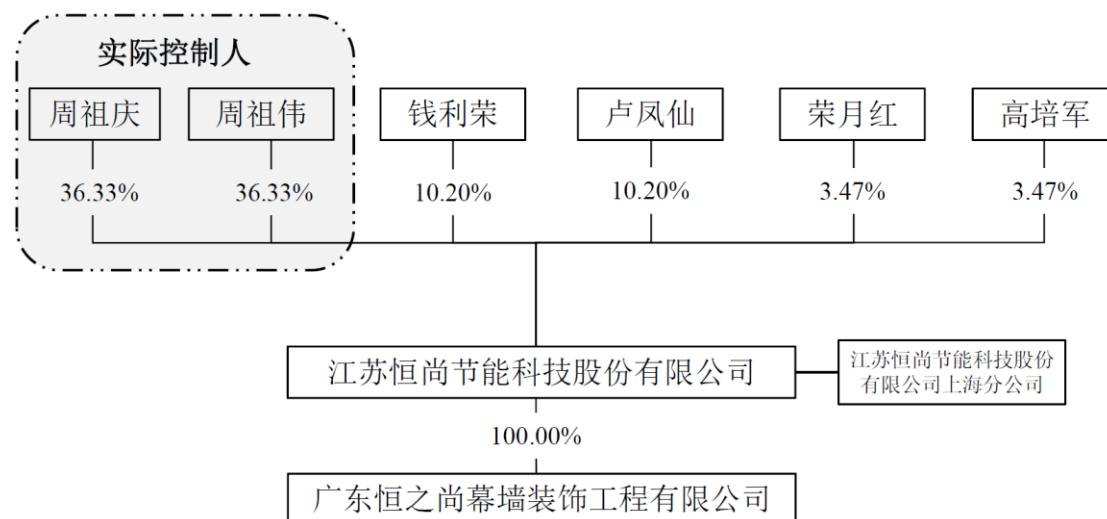 实际控制人
周祖庆
周祖伟
钱利荣
卢凤仙
荣月红
高培军
36.33%
36.33%
10.20%
10.20%
3.47%
3.47%
江苏恒尚节能科技股份有限公司
江苏恒尚节能科技股份
有限公司上海分公司
100.00%
广东恒之尚幕墙装饰工程有限公司